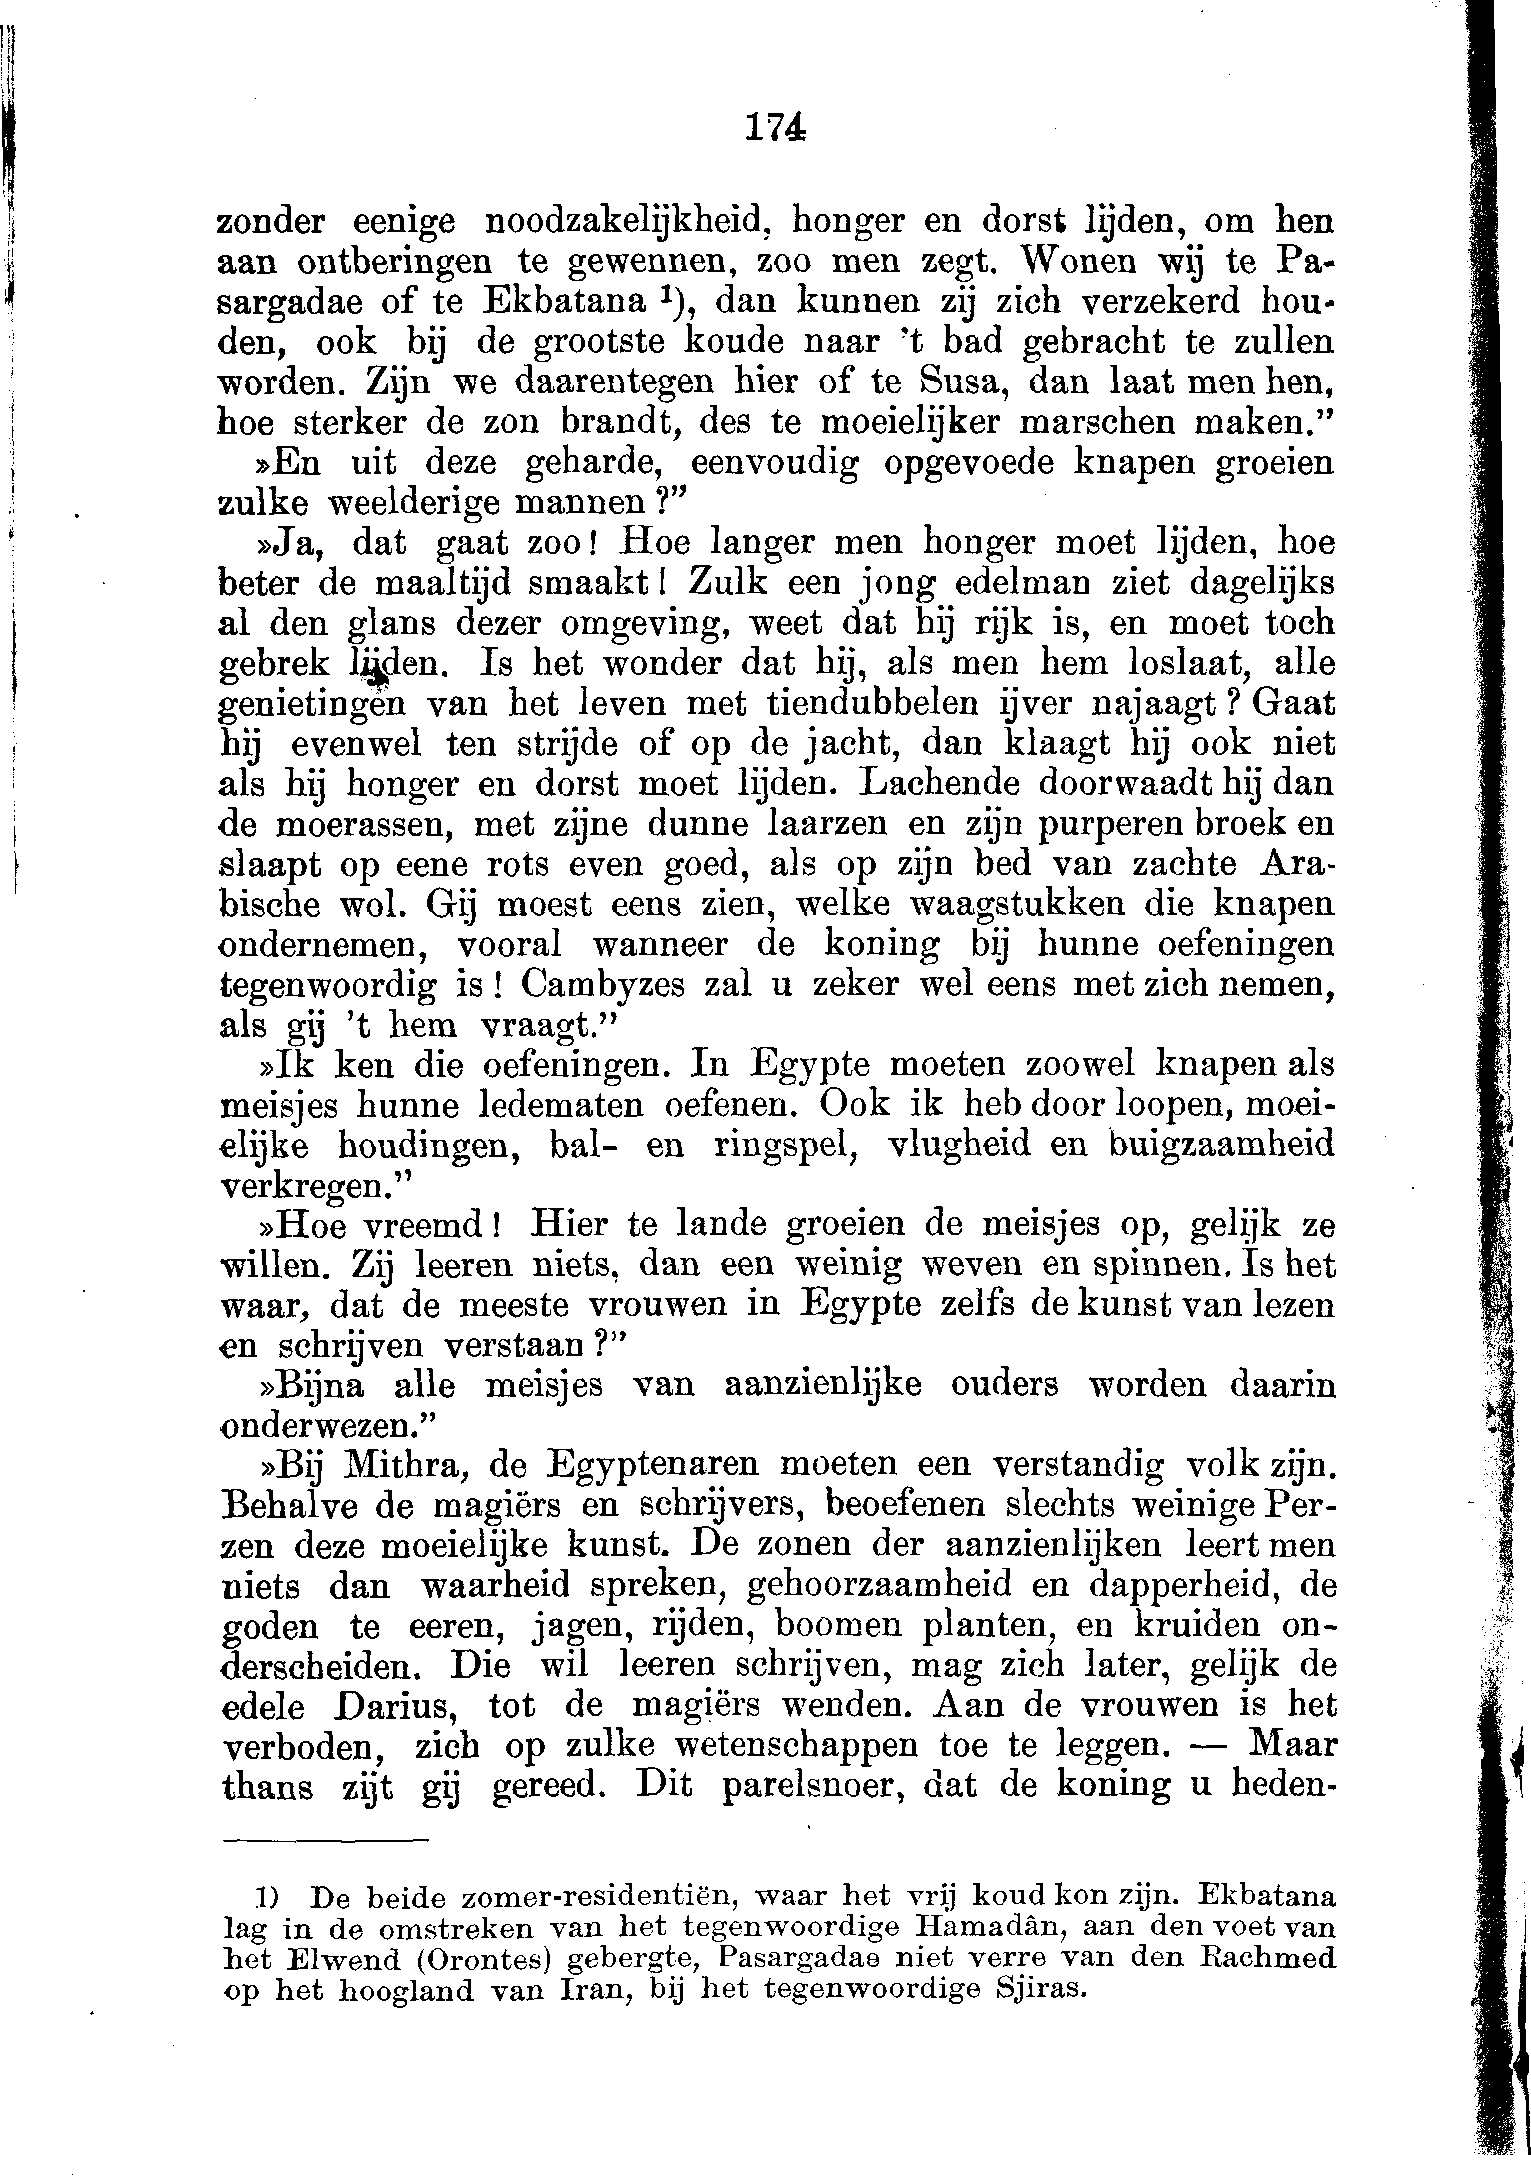 174
zonder eenige noodzakelijkheid, honger en dorst lijden, om hen
aan ontberingen te gewennen, zoo men zegt. Wonen wij te Pa-
sargadae of te Ekbatana ¹), dan kunnen zij zich verzekerd hou-
den, ook bij de grootste koude naar 't bad gebracht te zullen
worden. Zijn we daarentegen hier of te Susa, dan laat men hen,
hoe sterker de zon brandt, des te moeielijker marschen maken.”
»En uit deze geharde, eenvoudig opgevoede knapen groeien
zulke weelderige mannen?”
»Ja, dat gaat zoo! Hoe langer men honger moet lijden, hoe
beter de maaltijd smaakt! Zulk een jong edelman ziet dagelijks
al den glans dezer omgeving, weet dat hij rijk is, en moet toch
gebrek lijden. Is het wonder dat hij, als men hem loslaat, alle
genietingen van het leven met tiendubbelen ijver najaagt? Gaat
hij evenwel ten strijde of op de jacht, dan klaagt hij ook niet
als hij honger en dorst moet lijden. Lachende doorwaadt hij dan
de moerassen, met zijne dunne laarzen en zijn purperen broek en
slaapt op eene rots even goed, als op zijn bed van zachte Ara-
bische wol. Gij moest eens zien, welke waagstukken die knapen
ondernemen, vooral wanneer de koning bij hunne oefeningen
tegenwoordig is! Cambyzes zal u zeker wel eens met zich nemen,
als gij 't hem vraagt.”
»Ik ken die oefeningen. In Egypte moeten zoowel knapen als
meisjes hunne ledematen oefenen. Ook ik heb door loopen, moei-
elijke houdingen, bal- en ringspel, vlugheid en buigzaamheid
verkregen.”
»Hoe vreemd! Hier te lande groeien de meisjes op, gelijk ze
willen. Zij leeren niets, dan een weinig weven en spinnen. Is het
waar, dat de meeste vrouwen in Egypte zelfs de kunst van lezen
en schrijven verstaan?”
»Bijna alle meisjes van aanzienlijke ouders worden daarin
onderwezen.”
»Bij Mithra, de Egyptenaren moeten een verstandig volk zijn.
Behalve de magiërs en schrijvers, beoefenen slechts weinige Per-
zen deze moeielijke kunst. De zonen der aanzienlijken leert men
niets dan waarheid spreken, gehoorzaamheid en dapperheid, de
goden te eeren, jagen, rijden, boomen planten, en kruiden on-
derscheiden. Die wil leeren schrijven, mag zich later, gelijk de
edele Darius, tot de magiërs wenden. Aan de vrouwen is het
verboden, zich op zulke wetenschappen toe te leggen. — Maar
thans zijt gij gereed. Dit parelsnoer, dat de koning u heden-
1) De beide zomer-residentiën, waar het vrij koud kon zijn. Ekbatana
lag in de omstreken van het tegenwoordige Hamadân, aan den voet van
het Elwend (Orontes) gebergte, Pasargadae niet verre van den Rachmed
op het hoogland van Iran, bij het tegenwoordige Sjiras.